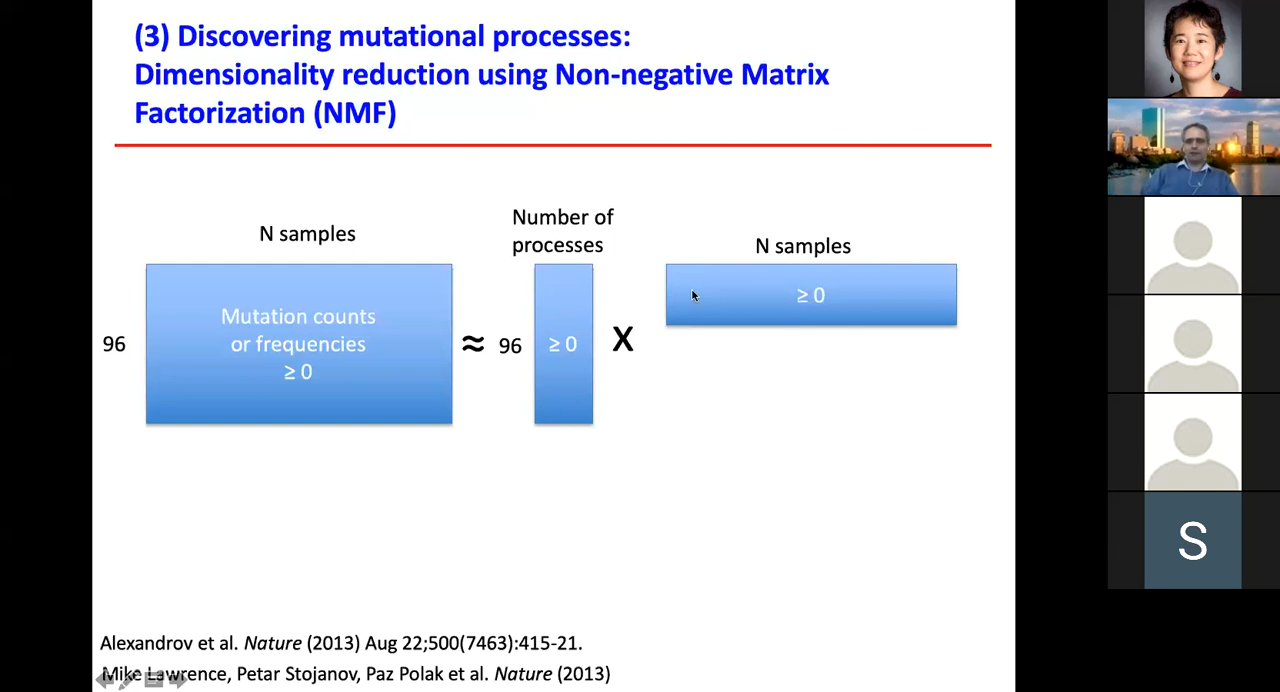 (3) Discovering mutational processes:
Dimensionality reduction using Non-negative Matrix
Factorization (NMF)
N samples
Number of
processes
N samples
96
Mutation counts
or frequencies
≥ 0
≈
96
≥ 0
X
≥ 0
Alexandrov et al. Nature (2013) Aug 22;500(7463):415-21.
Mike Lawrence, Petar Stojanov, Paz Polak et al. Nature (2013)
S